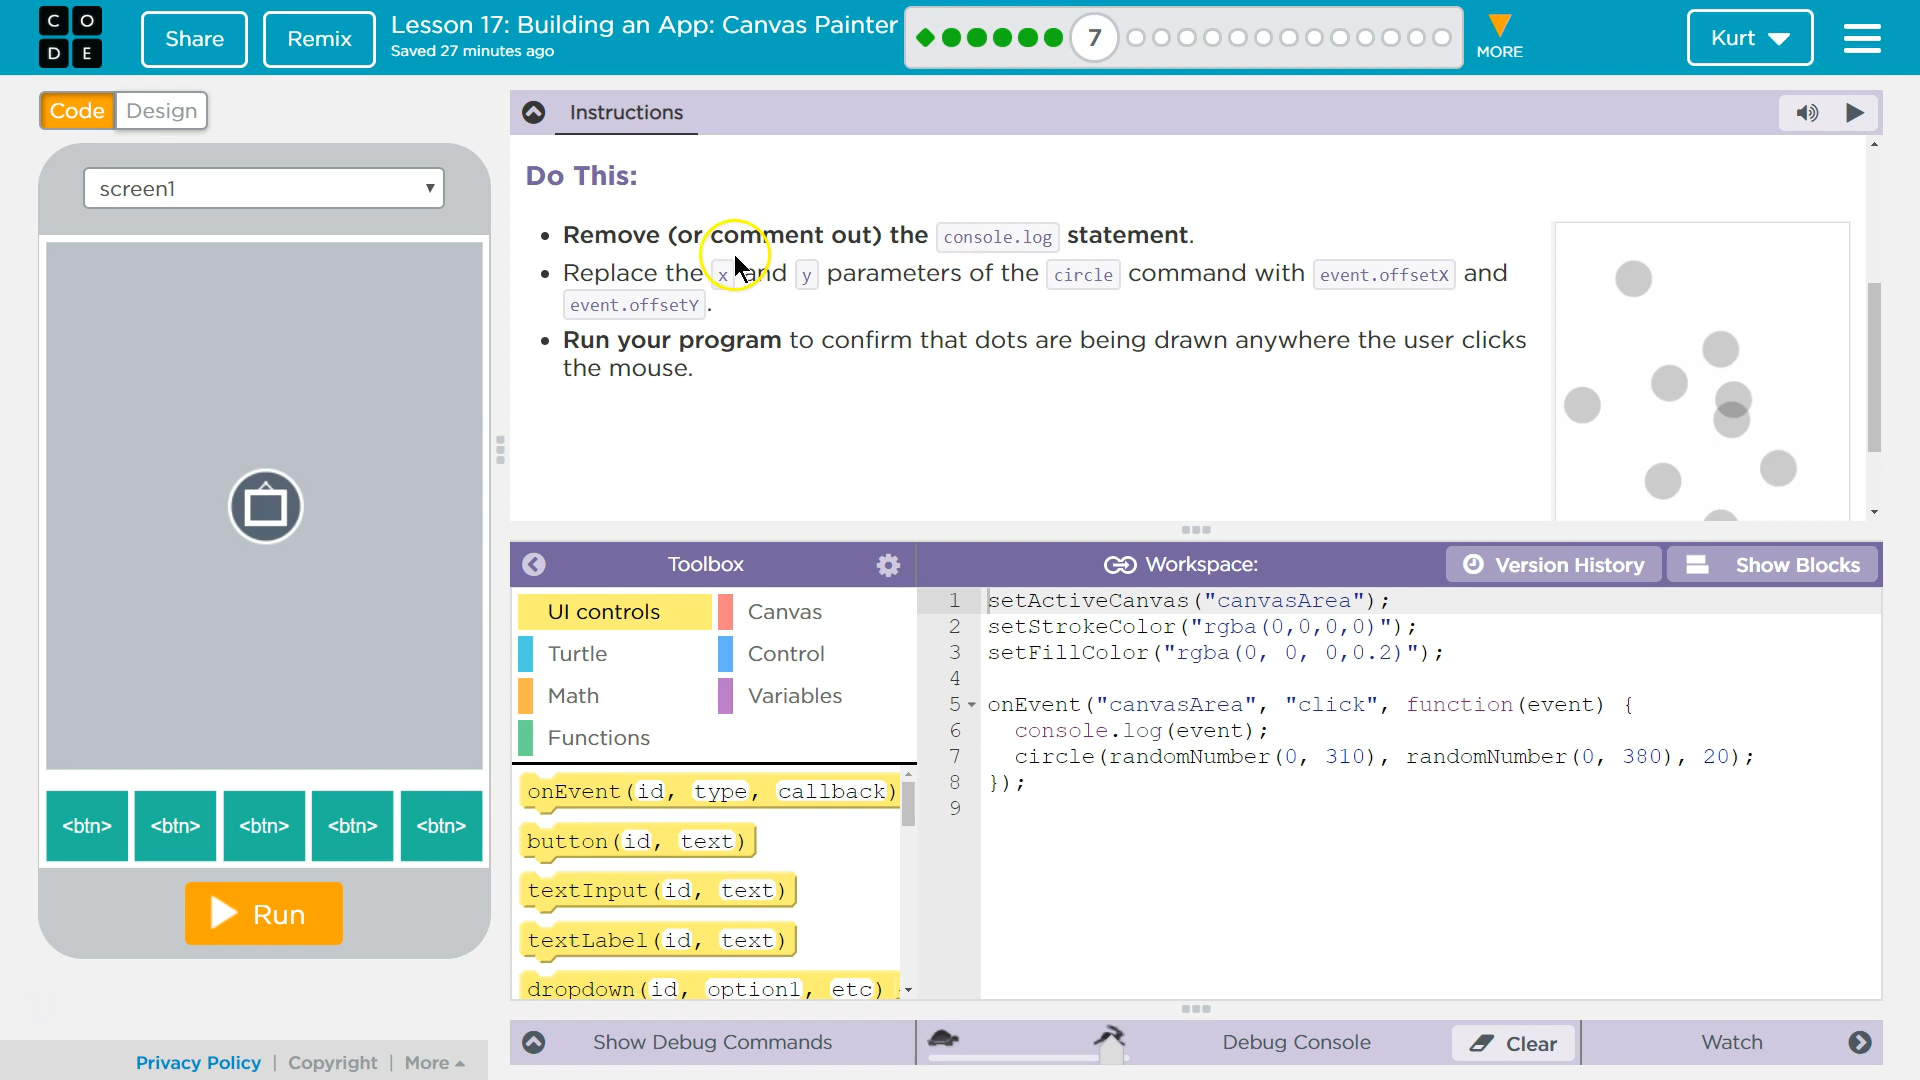 CODE
Share
Remix
Lesson 17: Building an App: Canvas Painter
Saved 27 minutes ago
7
MORE
Kurt
Code
Design
Instructions
screen1
Do This:
Remove (or comment out) the console.log statement.
Replace the x and y parameters of the circle command with event.offsetX and
event.offsetY.
Run your program to confirm that dots are being drawn anywhere the user clicks
the mouse.
Toolbox
Workspace:
Version History
Show Blocks
UI controls
Canvas
Turtle
Control
Math
Variables
Functions
onEvent(id, type, callback)
button(id, text)
textInput(id, text)
textLabel(id, text)
dropdown(id, option1, etc)
1 setActiveCanvas("canvasArea");
2 setStrokeColor("rgba(0,0,0,0)");
3 setFillColor("rgba(0, 0, 0,0.2)");
4
5 onEvent("canvasArea", "click", function(event) {
6 console.log(event);
7 circle(randomNumber(0, 310), randomNumber(0, 380), 20);
8 });
9
<btn> <btn> <btn> <btn> <btn>
Run
Show Debug Commands
Debug Console
Clear
Watch
Privacy Policy | Copyright | More